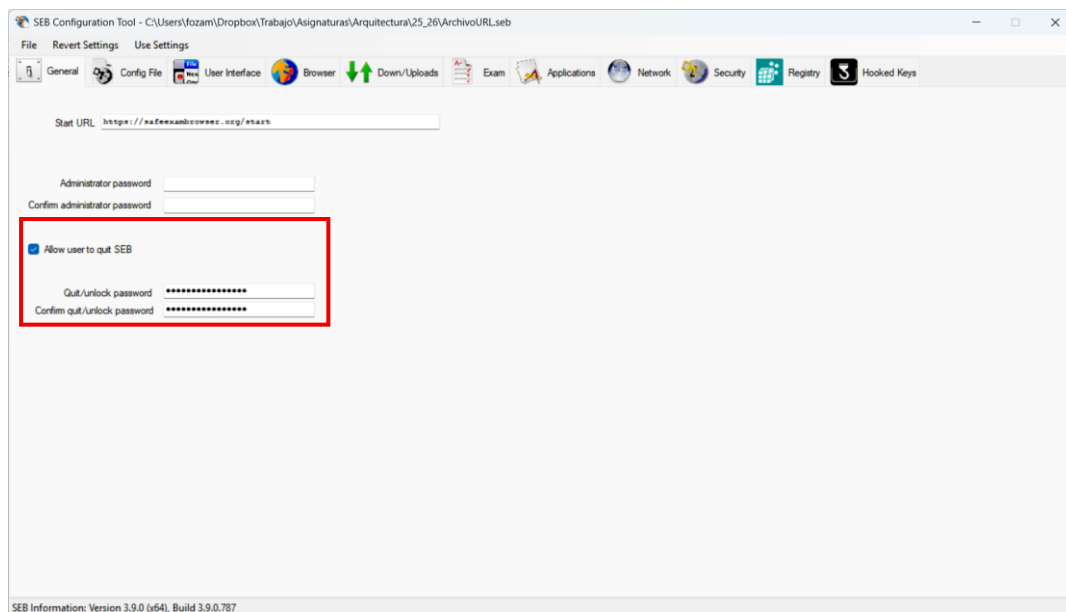 SEB Configuration Tool - C:\Users\fozam\Dropbox\Trabajo\Asignaturas\Arquitectura\25_26\ArchivoURL.seb
File Revert Settings Use Settings
General Config File User Interface Browser Down/Uploads Exam Applications Network Security Registry Hooked Keys
Start URL https://safeexambrowser.org/start
Administrator password
Confirm administrator password
Allow user to quit SEB
Quit/unlock password ••••••••••••••••
Confirm quit/unlock password ••••••••••••••••
SEB Information: Version 3.9.0 (x64), Build 3.9.0.787